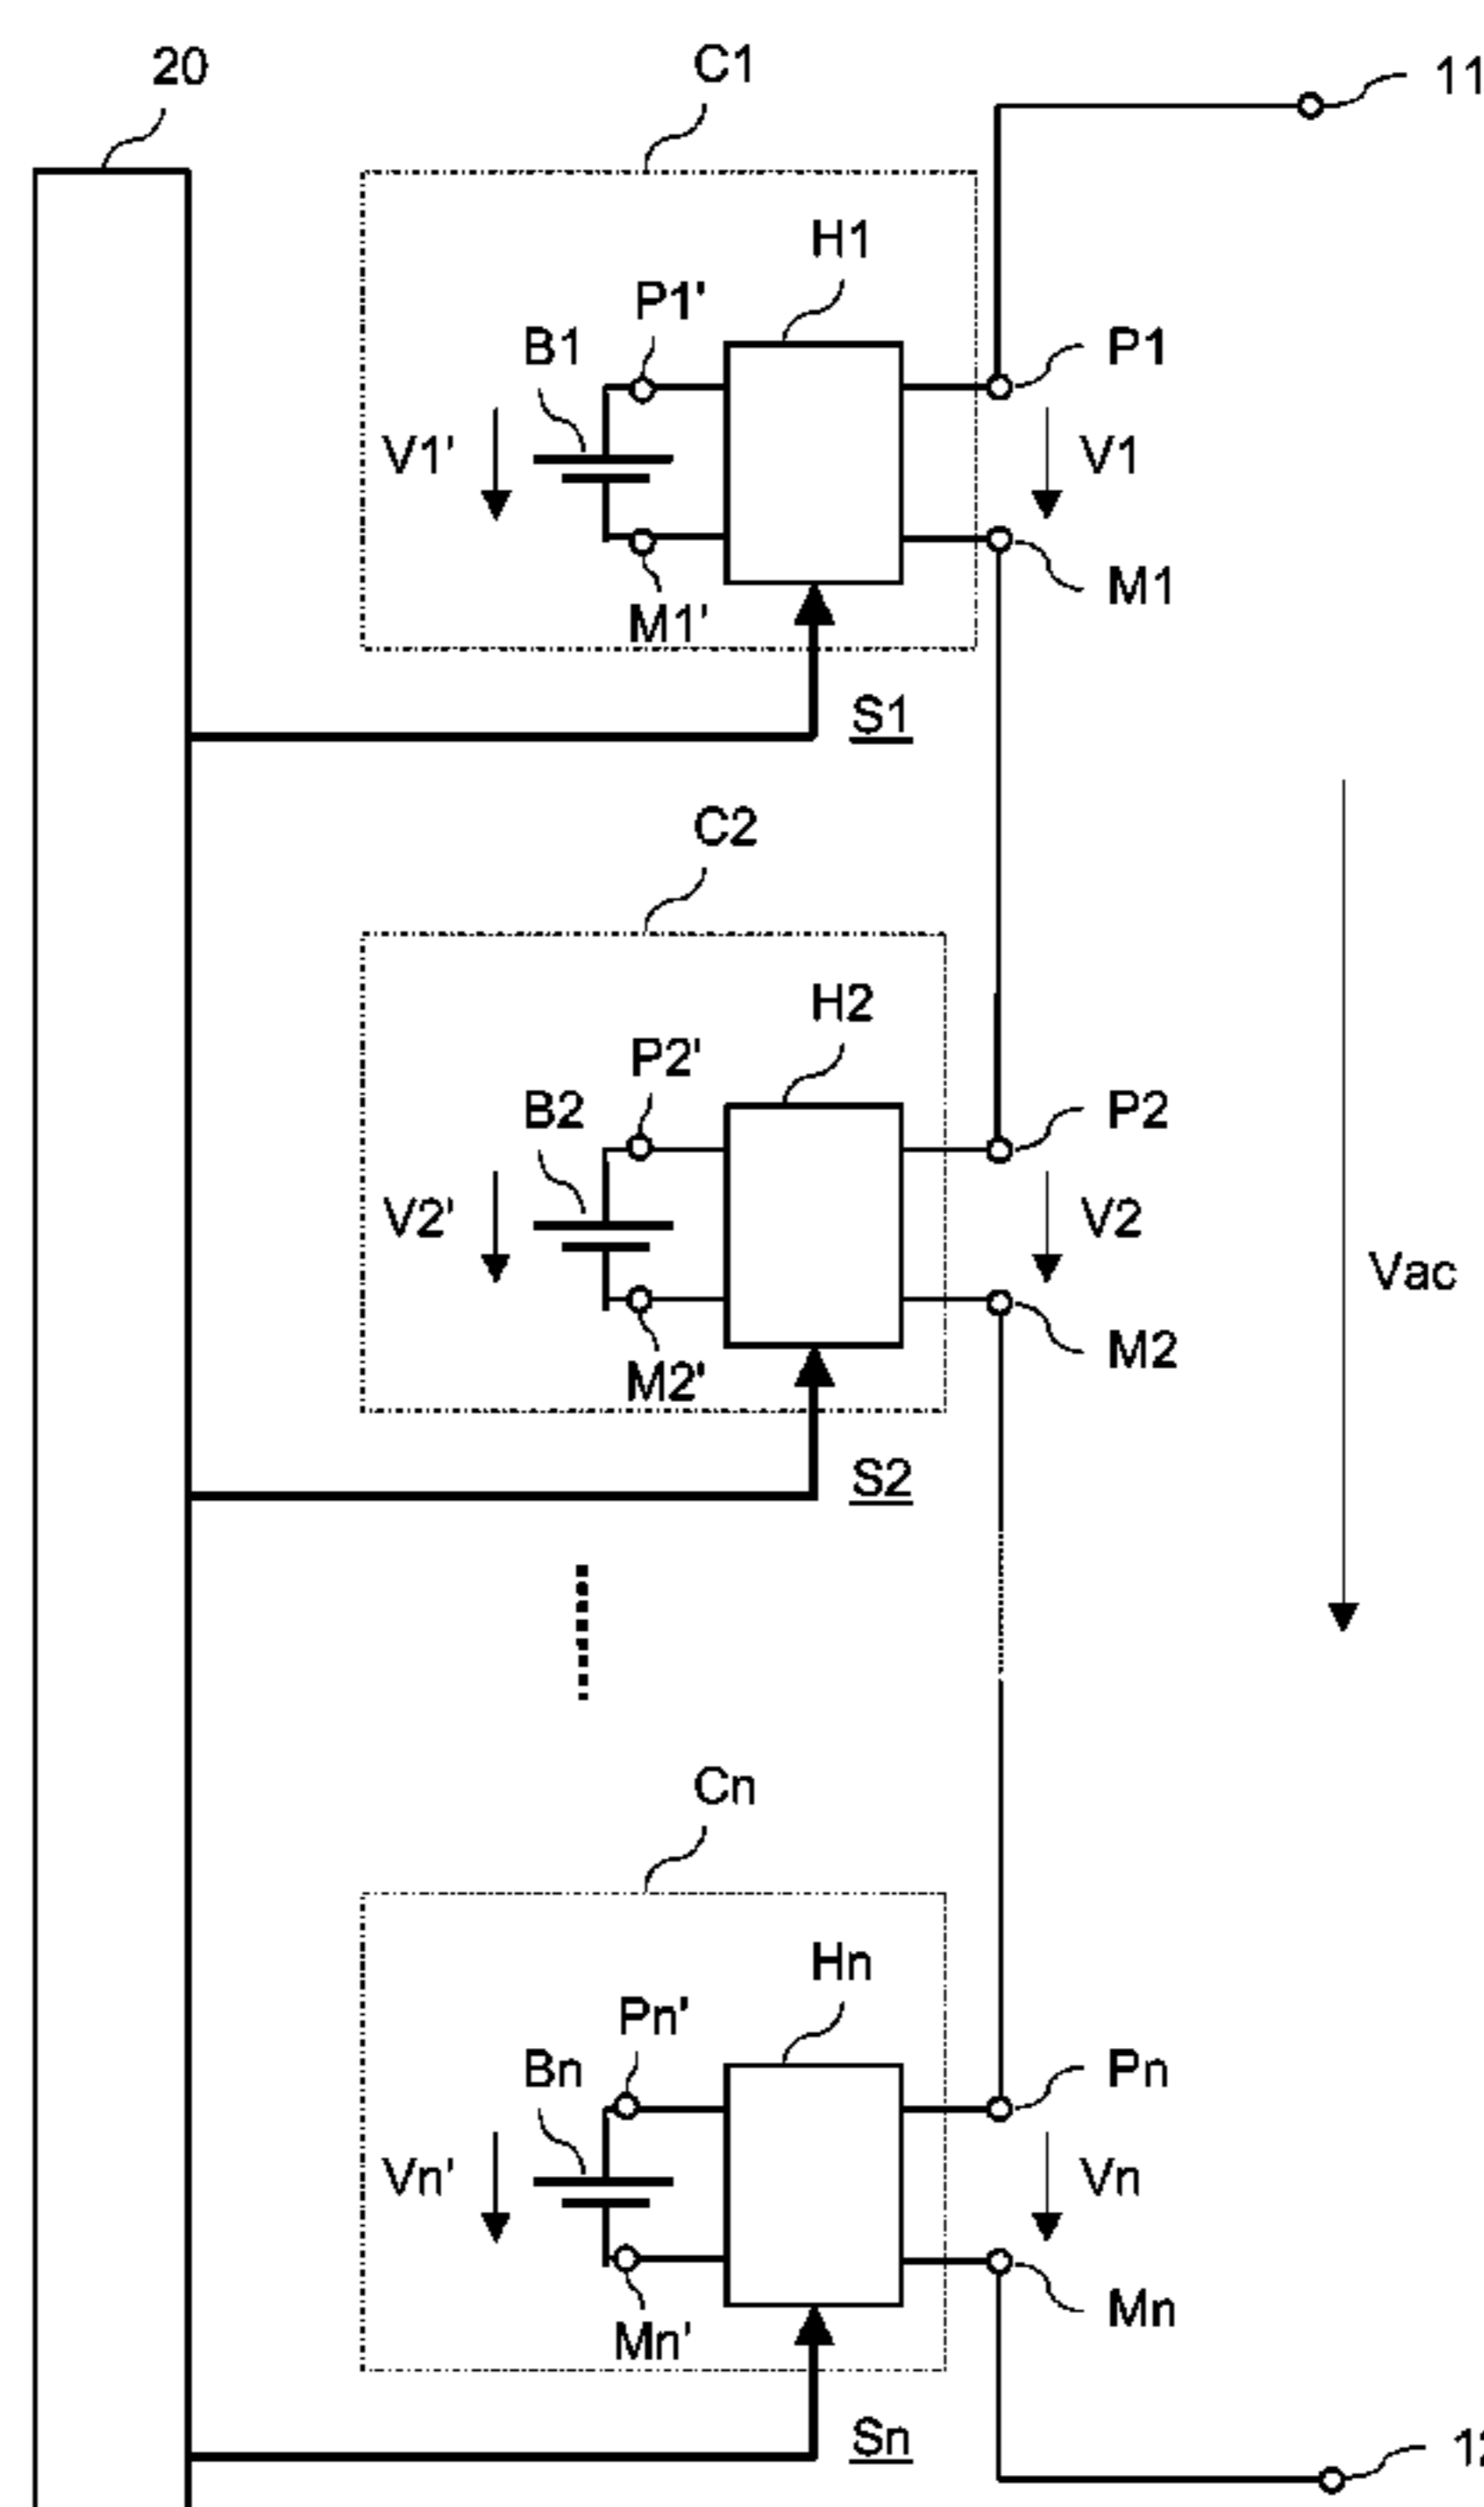 20
C1
11
H1
P1'
B1
P1
V1'
V1
M1
M1'
S1
C2
H2
P2'
B2
P2
V2'
V2
Vac
M2
M2'
S2
Cn
Hn
Pn'
Bn
Pn
Vn'
Vn
Mn
Mn'
Sn
12